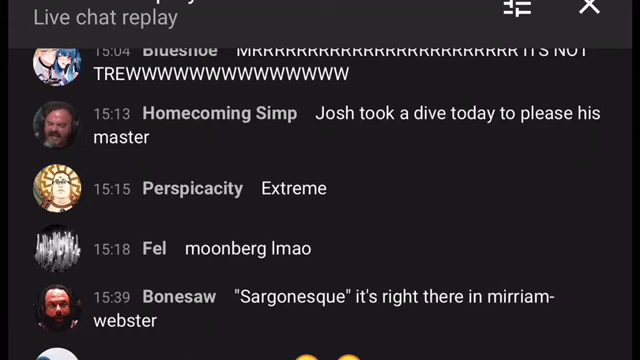 Live chat replay
15:04 Blueshoe MRRRRRRRRRRRRRRRRRRRRRRRR ITS NOT
TREWWWWWWWWWWWWWW
15:13 Homecoming Simp Josh took a dive today to please his
master
15:15 Perspicacity Extreme
15:18 Fel moonberg lmao
15:39 Bonesaw "Sargonesque" it's right there in mirriam-
webster